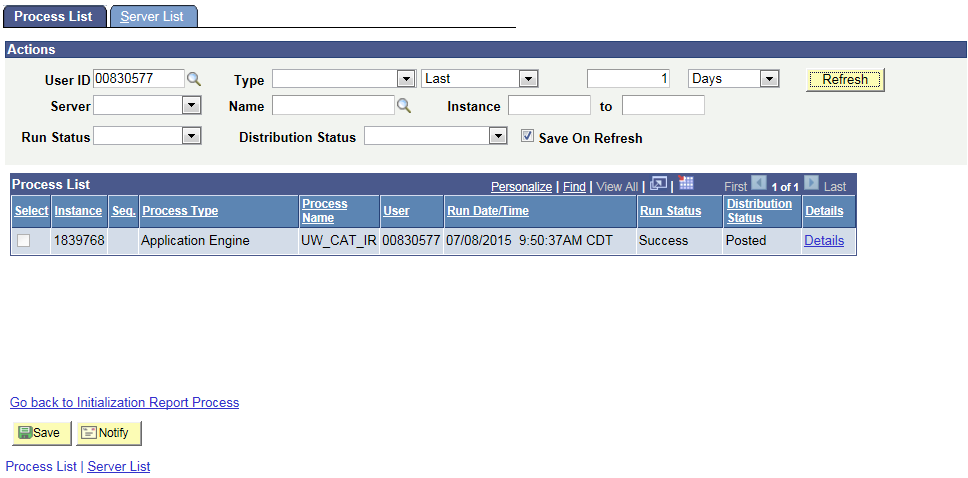 Process List Server List
Actions
User ID 00830577 Type Last 1 Days Refresh
Server Name Instance to
Run Status Distribution Status Save On Refresh
Process List Personalize | Find | View All | | First 1 of 1 Last
Select Instance Seq. Process Type Process Name User Run Date/Time Run Status Distribution Status Details
1839768 Application Engine UW_CAT_IR 00830577 07/08/2015 9:50:37AM CDT Success Posted Details
Go back to Initialization Report Process
Save Notify
Process List | Server List